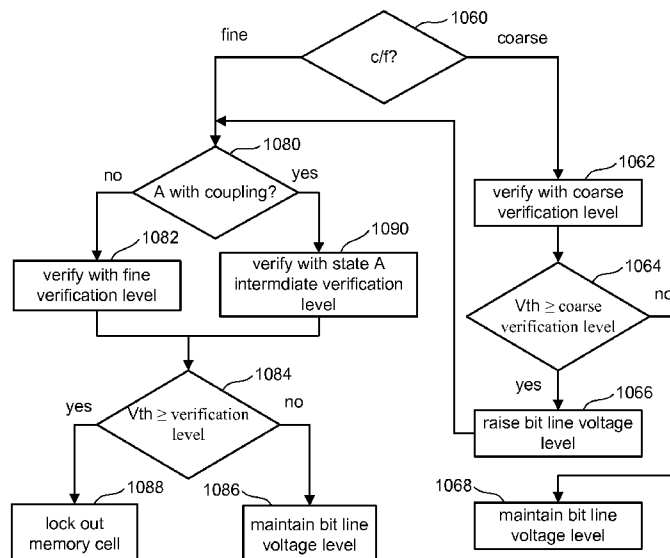 1060
fine
c/f?
coarse
1080
no
A with coupling?
yes
1062
verify with coarse
verification level
1082
verify with fine
verification level
1090
verify with state A
intermdiate verification
level
1064
Vth ≥ coarse
verification level
no
yes
1084
yes
Vth ≥ verification
level
no
1066
raise bit line voltage
level
1088
lock out
memory cell
1086
maintain bit line
voltage level
1068
maintain bit line
voltage level